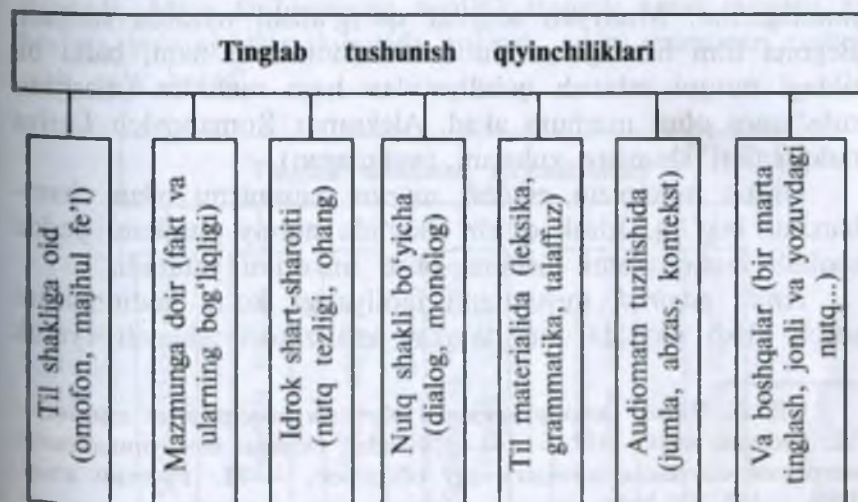 Tinglab tushunish qiyinchiliklari
Til shakliga oid
(omofon, majhul fe’l)
Mazmunga doir (fakt va
ularning bog‘liqligi)
Idrok shart-sharoiti
(nutq tezligi, ohang)
Nutq shakli bo‘yicha
(dialog, monolog)
Til materialida (leksika,
grammatika, talaffuz)
Audiomatn tuzilishida
(jumla, abzas, kontekst)
Va boshqalar (bir marta
tinglash, jonli va yozuvdagi
nutq...)